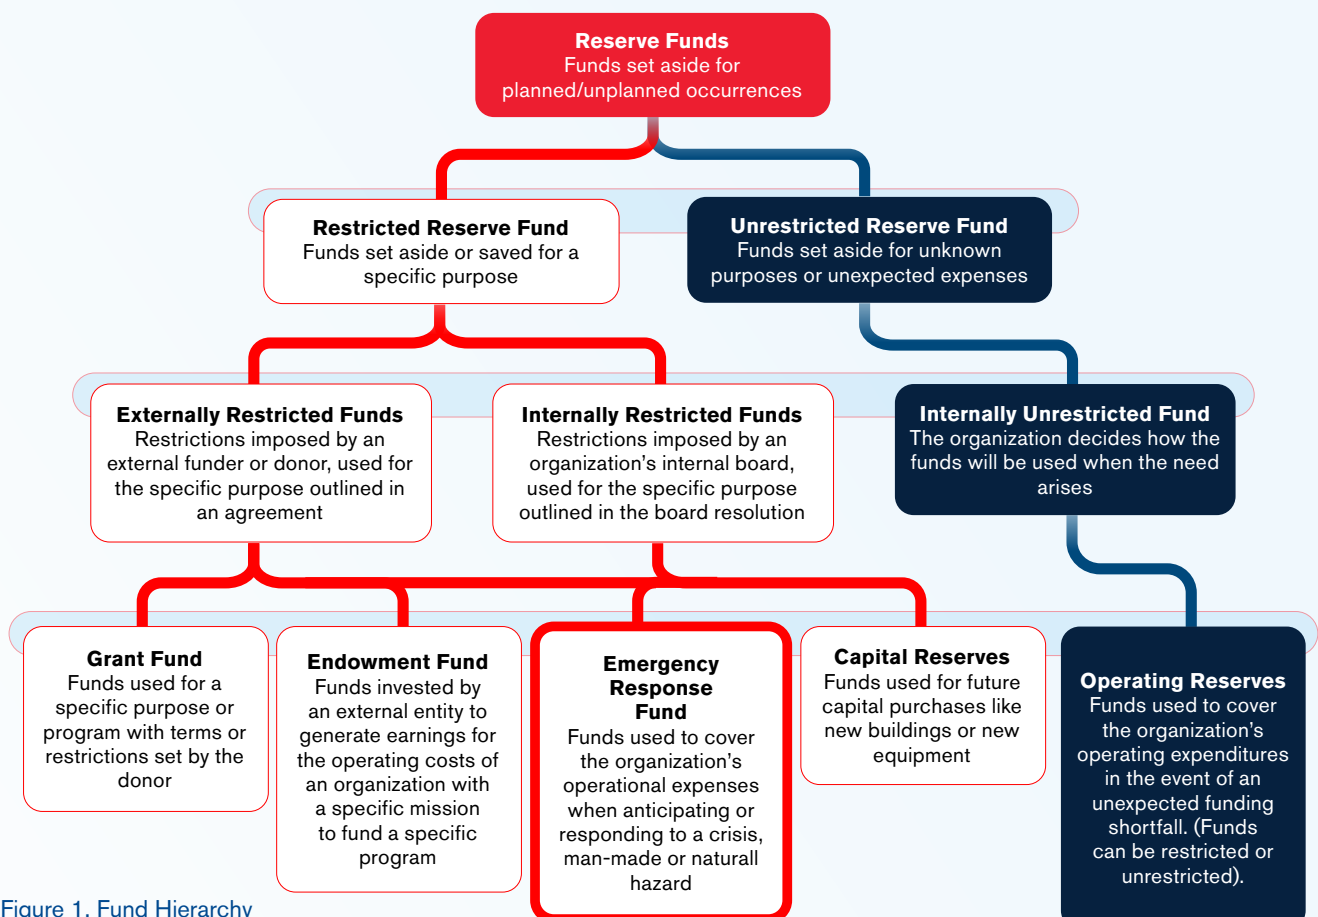 Reserve Funds
Funds set aside for
planned/unplanned occurrences
Restricted Reserve Fund
Funds set aside or saved for a
specific purpose
Unrestricted Reserve Fund
Funds set aside for unknown
purposes or unexpected expenses
Externally Restricted Funds
Restrictions imposed by an
external funder or donor, used for
the specific purpose outlined in
an agreement
Internally Restricted Funds
Restrictions imposed by an
organization’s internal board,
used for the specific purpose
outlined in the board resolution
Internally Unrestricted Fund
The organization decides how the
funds will be used when the need
arises
Grant Fund
Funds used for a
specific purpose or
program with terms or
restrictions set by the
donor
Endowment Fund
Funds invested by
an external entity to
generate earnings for
the operating costs of
an organization with
a specific mission
to fund a specific
program
Emergency
Response
Fund
Funds used to cover
the organization’s
operational expenses
when anticipating or
responding to a crisis,
man-made or naturall
hazard
Capital Reserves
Funds used for future
capital purchases like
new buildings or new
equipment
Operating Reserves
Funds used to cover
the organization’s
operating expenditures
in the event of an
unexpected funding
shortfall. (Funds
can be restricted or
unrestricted).
Figure 1. Fund Hierarchy